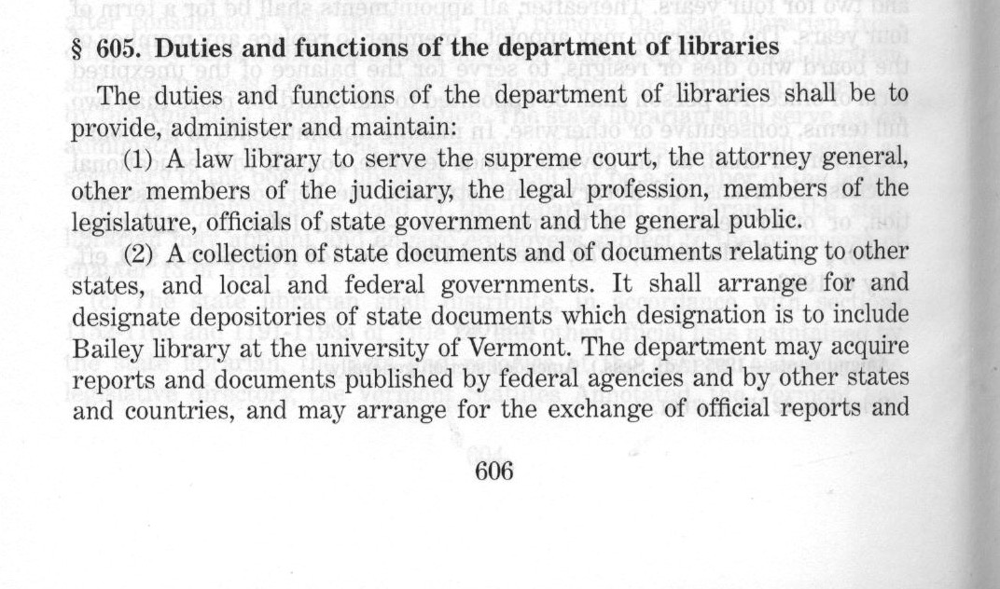 § 605. Duties and functions of the department of libraries
The duties and functions of the department of libraries shall be to
provide, administer and maintain:
(1) A law library to serve the supreme court, the attorney general,
other members of the judiciary, the legal profession, members of the
legislature, officials of state government and the general public.
(2) A collection of state documents and of documents relating to other
states, and local and federal governments. It shall arrange for and
designate depositories of state documents which designation is to include
Bailey library at the university of Vermont. The department may acquire
reports and documents published by federal agencies and by other states
and countries, and may arrange for the exchange of official reports and
606